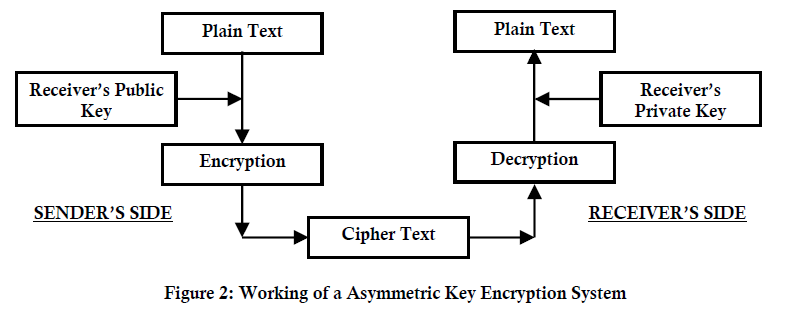 Plain Text
Plain Text
Receiver's Public
Key
Receiver's
Private Key
Encryption
Decryption
SENDER'S SIDE
RECEIVER'S SIDE
Cipher Text
Figure 2: Working of a Asymmetric Key Encryption System